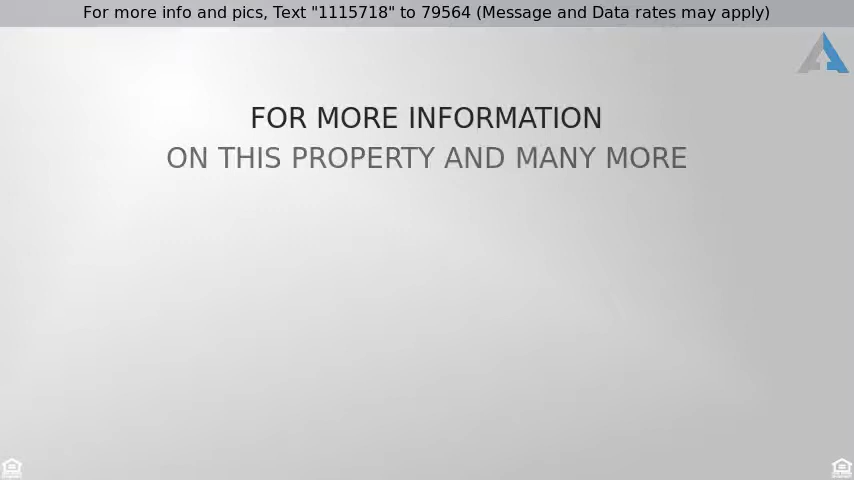 For more info and pics, Text "1115718" to 79564 (Message and Data rates may apply)
FOR MORE INFORMATION
ON THIS PROPERTY AND MANY MORE